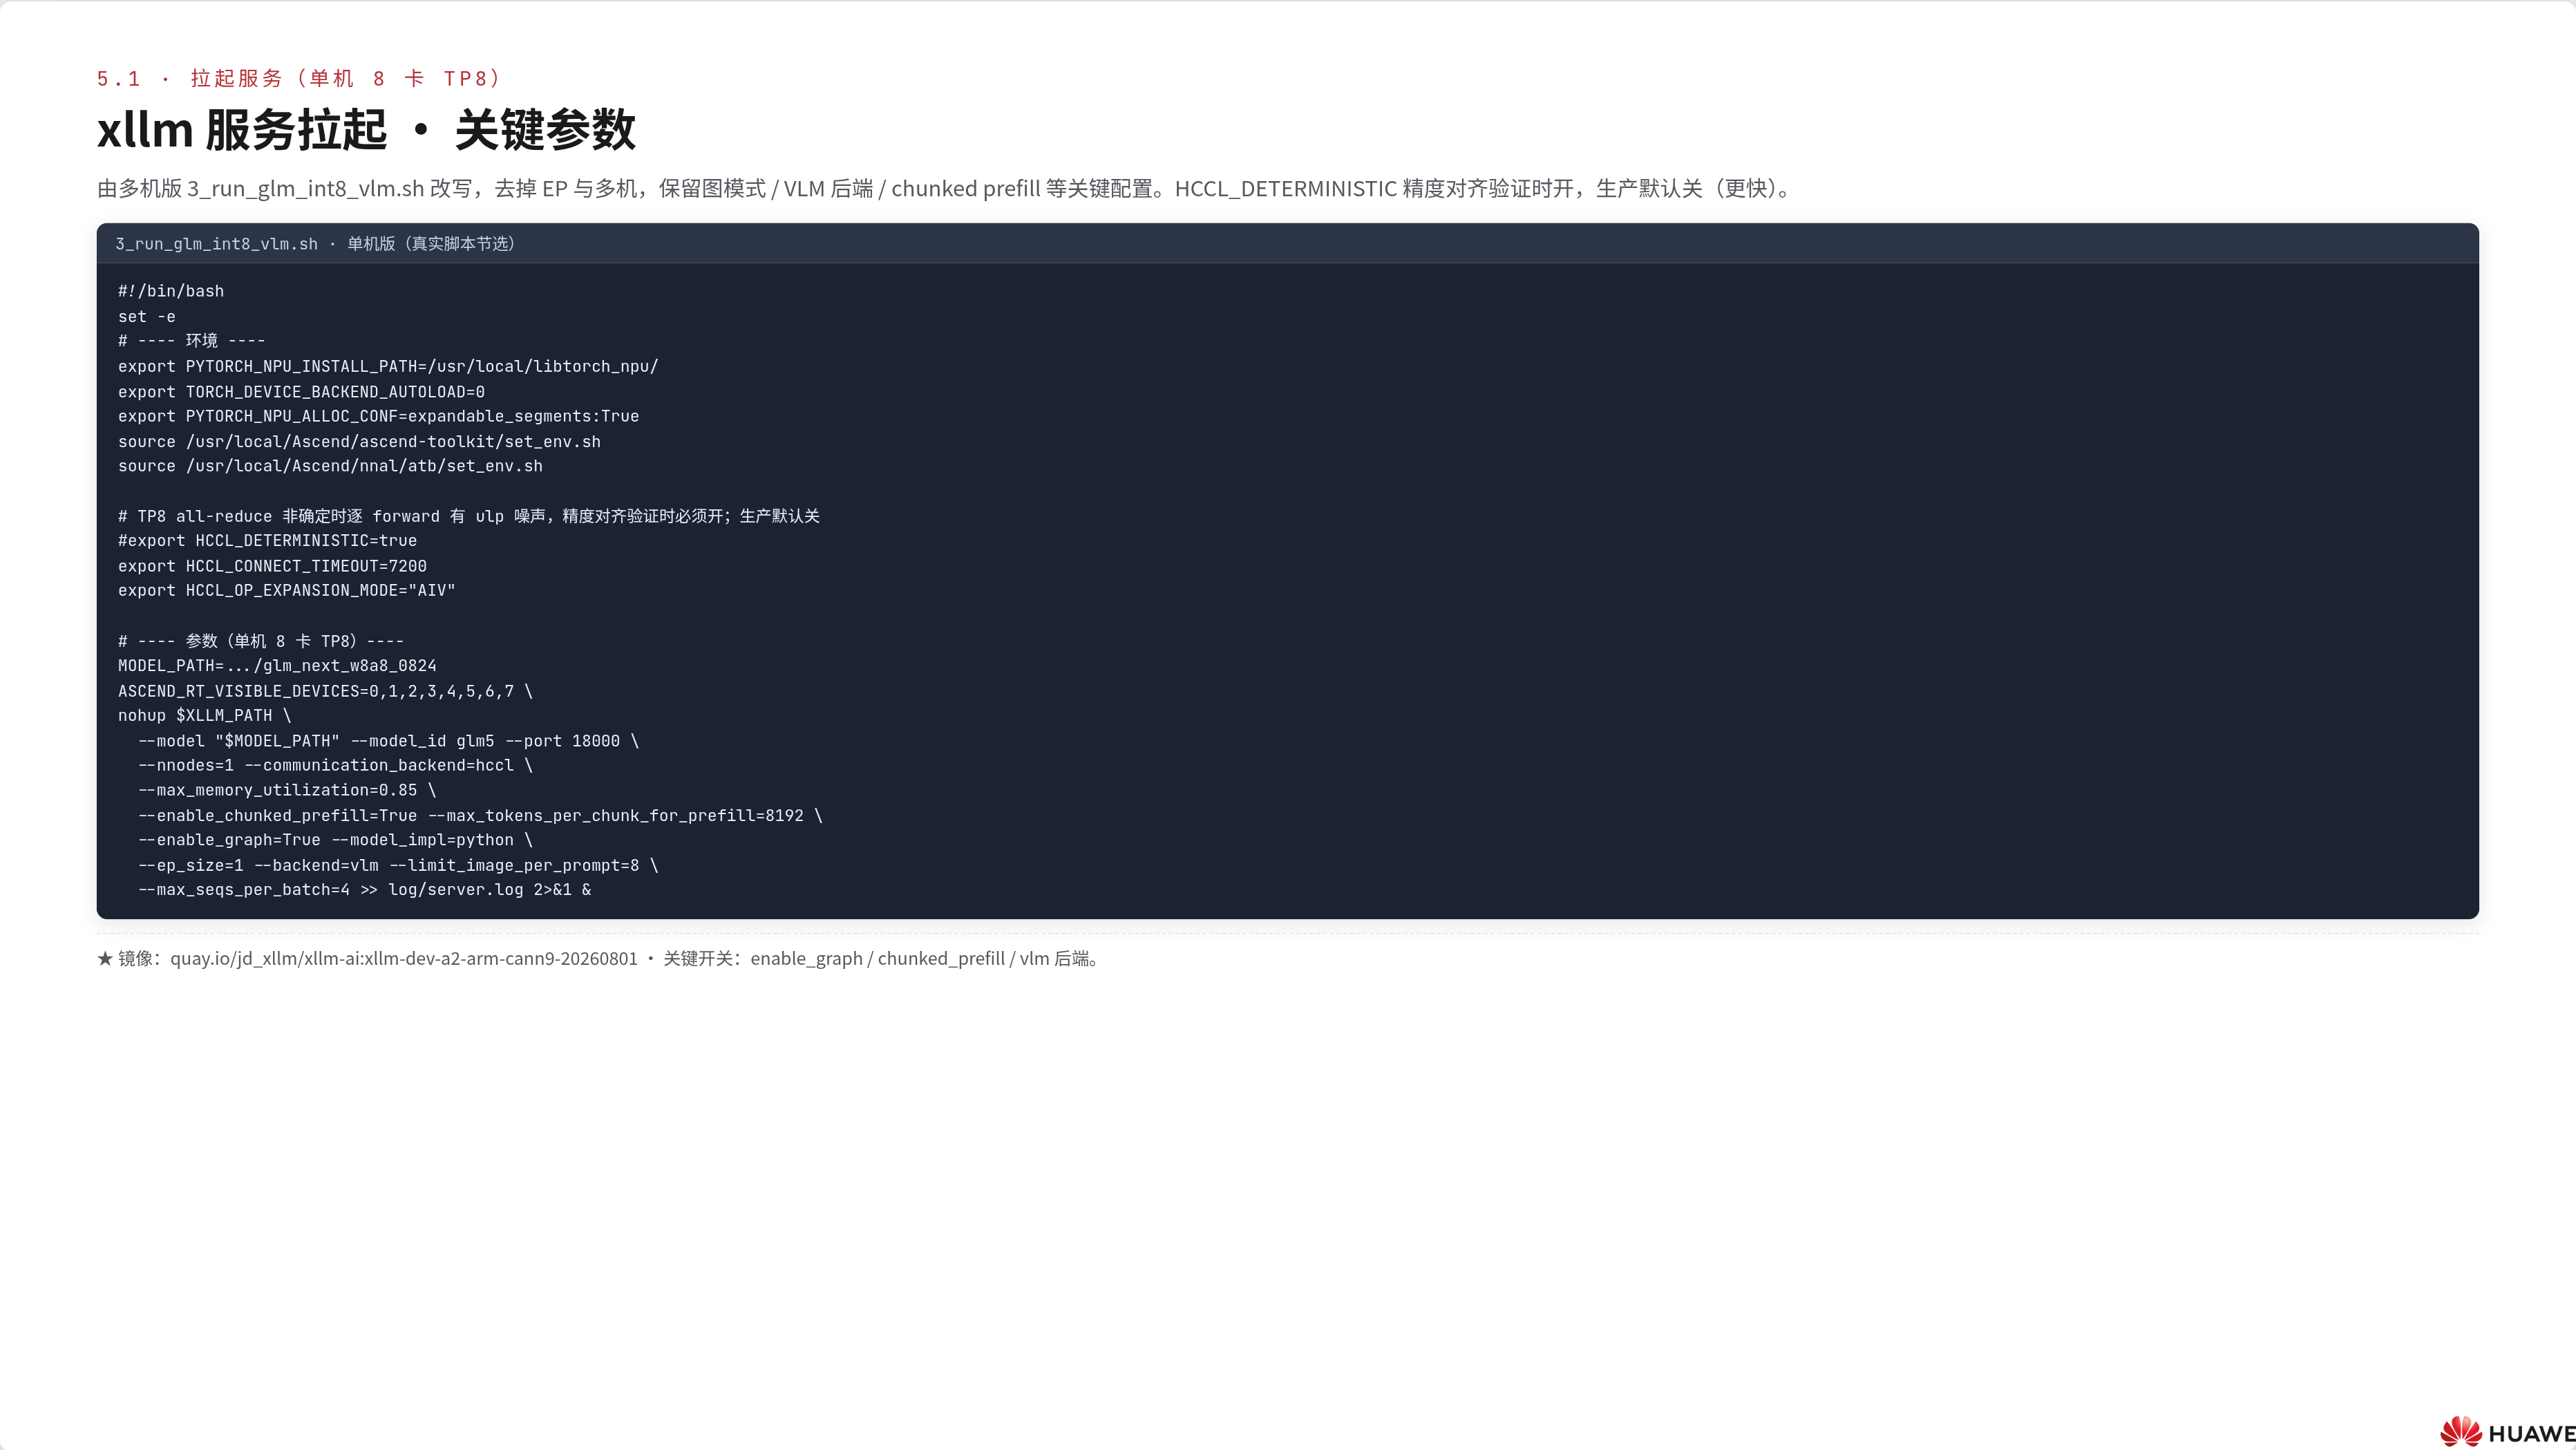 5.1 · 拉起服务（单机 8 卡 TP8）
xllm 服务拉起 · 关键参数
由多机版 3_run_glm_int8_vlm.sh 改写，去掉 EP 与多机，保留图模式 / VLM 后端 / chunked prefill 等关键配置。HCCL_DETERMINISTIC 精度对齐验证时开，生产默认关（更快）。
3_run_glm_int8_vlm.sh · 单机版（真实脚本节选）
#!/bin/bash
set -e
# ---- 环境 ----
export PYTORCH_NPU_INSTALL_PATH=/usr/local/libtorch_npu/
export TORCH_DEVICE_BACKEND_AUTOLOAD=0
export PYTORCH_NPU_ALLOC_CONF=expandable_segments:True
source /usr/local/Ascend/ascend-toolkit/set_env.sh
source /usr/local/Ascend/nnal/atb/set_env.sh
# TP8 all-reduce 非确定时逐 forward 有 ulp 噪声，精度对齐验证时必须开；生产默认关
#export HCCL_DETERMINISTIC=true
export HCCL_CONNECT_TIMEOUT=7200
export HCCL_OP_EXPANSION_MODE="AIV"
# ---- 参数（单机 8 卡 TP8）----
MODEL_PATH=.../glm_next_w8a8_0824
ASCEND_RT_VISIBLE_DEVICES=0,1,2,3,4,5,6,7 \
nohup $XLLM_PATH \
--model "$MODEL_PATH" --model_id glm5 --port 18000 \
--nnodes=1 --communication_backend=hccl \
--max_memory_utilization=0.85 \
--enable_chunked_prefill=True --max_tokens_per_chunk_for_prefill=8192 \
--enable_graph=True --model_impl=python \
--ep_size=1 --backend=vlm --limit_image_per_prompt=8 \
--max_seqs_per_batch=4 >> log/server.log 2>&1 &
★ 镜像：quay.io/jd_xllm/xllm-ai:xllm-dev-a2-arm-cann9-20260801 · 关键开关：enable_graph / chunked_prefill / vlm 后端。
HUAWE